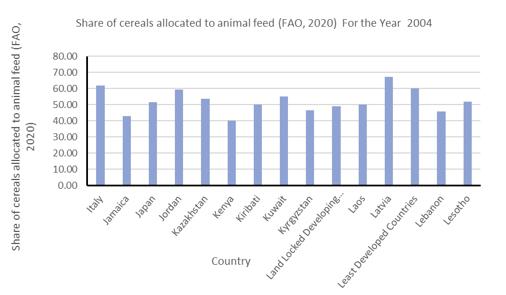 Share of cereals allocated to animal feed (FAO, 2020)  For the Year  2004
Share of cereals allocated to animal feed (FAO,
2020)
80.00
70.00
60.00
50.00
40.00
30.00
20.00
10.00
0.00
Italy
Jamaica
Japan
Jordan
Kazakhstan
Kenya
Kiribati
Kuwait
Kyrgyzstan
Land Locked Developing...
Laos
Latvia
Least Developed Countries
Lebanon
Lesotho
Country